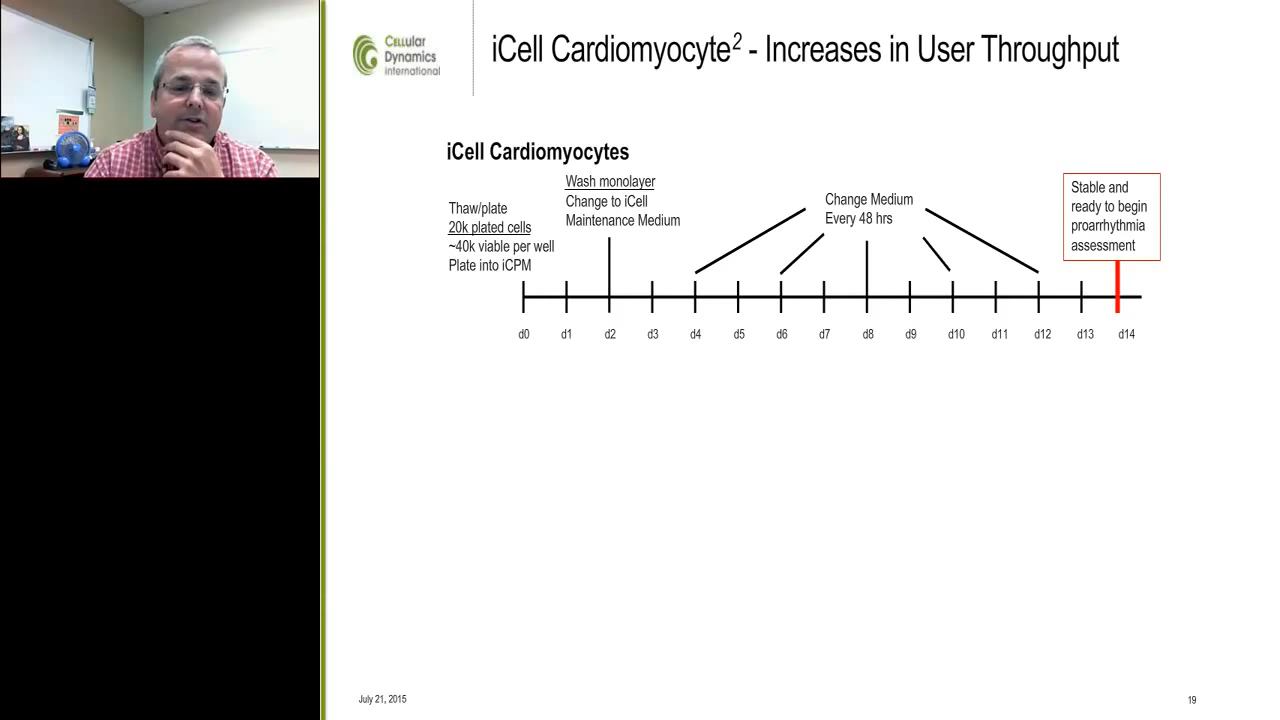 CELLular
Dynamics
international
iCell Cardiomyocyte² - Increases in User Throughput
iCell Cardiomyocytes
Thaw/plate
20k plated cells
~40k viable per well
Plate into iCPM
Wash monolayer
Change to iCell
Maintenance Medium
Change Medium
Every 48 hrs
Stable and
ready to begin
proarrhythmia
assessment
d0 d1 d2 d3 d4 d5 d6 d7 d8 d9 d10 d11 d12 d13 d14
July 21, 2015
19